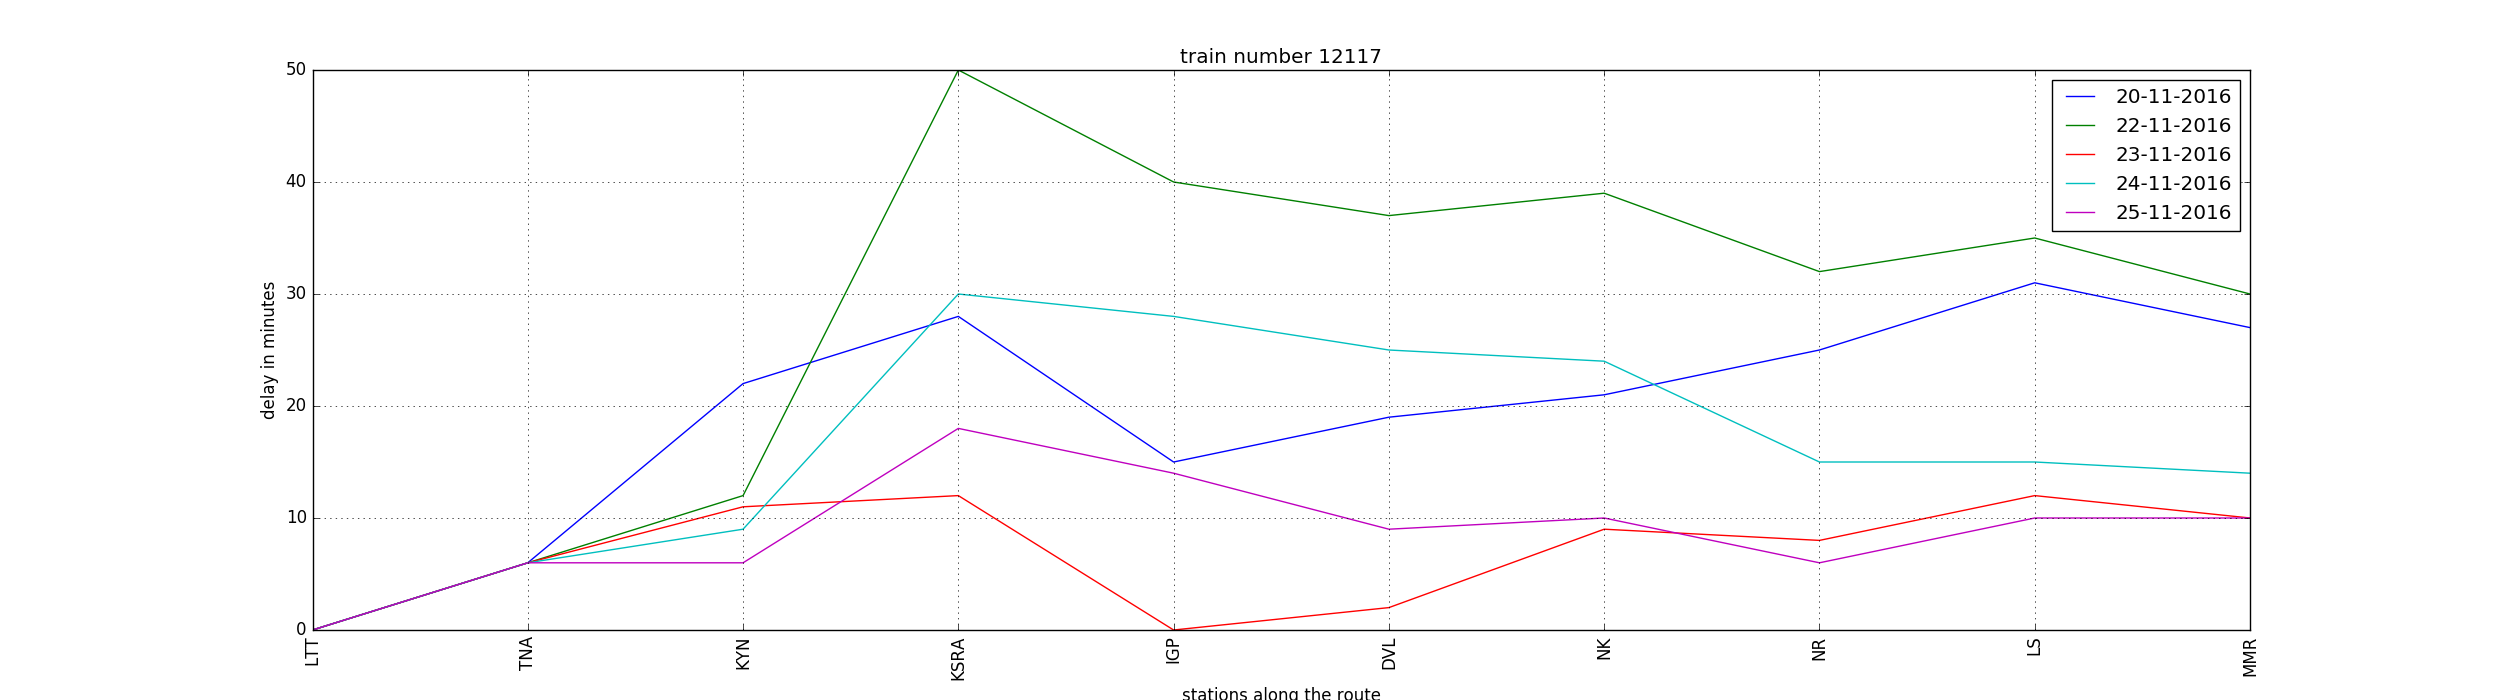 train number 12117
50
40
30
20
10
0
delay in minutes
20-11-2016
22-11-2016
23-11-2016
24-11-2016
25-11-2016
LTT
TNA
KYN
KSRA
IGP
DVL
NK
NR
LS
MMR
stations along the route